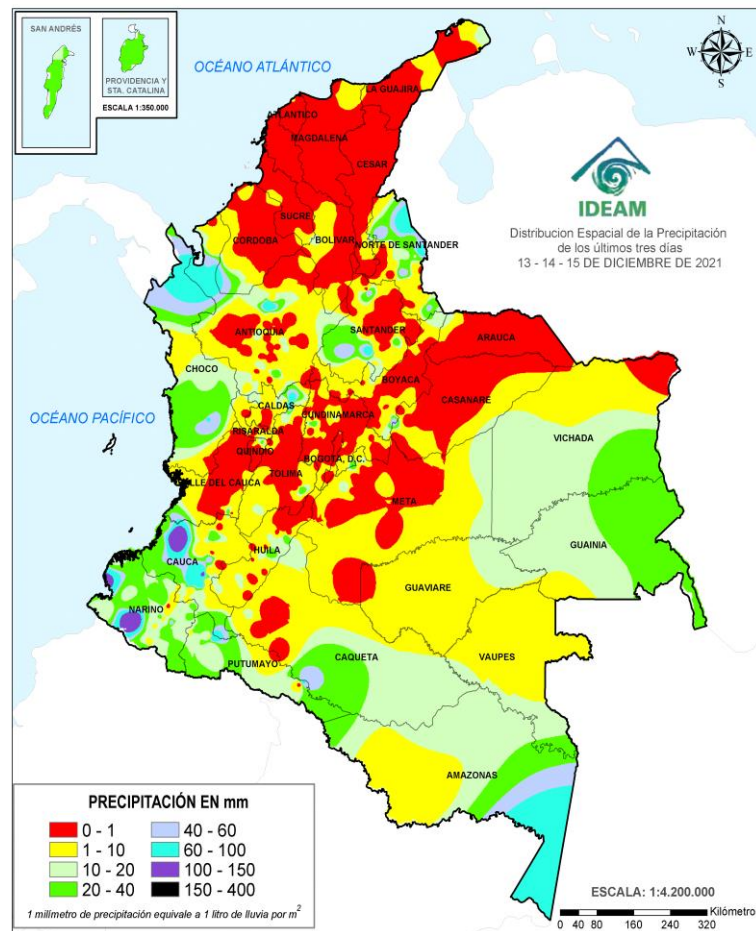 SAN ANDRÉS
PROVIDENCIA Y
STA. CATALINA
ESCALA 1:350.000
OCÉANO ATLÁNTICO
N
W E
S
IDEAM
Distribucion Espacial de la Precipitación
de los últimos tres días
13 - 14 - 15 DE DICIEMBRE DE 2021
LA GUAJIRA
ATLANTICO
MAGDALENA
CESAR
SUCRE
CORDOBA
BOLIVAR
NORTE DE SANTANDER
ANTIOQUIA
SANTANDER
ARAUCA
CHOCO
BOYACA
CASANARE
CALDAS
CUNDINAMARCA
OCÉANO PACÍFICO
RISARALDA
VICHADA
QUINDIO
BOGOTA, D.C.
TOLIMA
VALLE DEL CAUCA
META
GUAINIA
HUILA
CAUCA
GUAVIARE
NARINO
CAQUETA
VAUPES
PUTUMAYO
AMAZONAS
PRECIPITACIÓN EN mm
0 - 1
1 - 10
10 - 20
20 - 40
40 - 60
60 - 100
100 - 150
150 - 400
1 milímetro de precipitación equivale a 1 litro de lluvia por m2
ESCALA: 1:4.200.000
Kilómetro
0 40 80 160 240 320